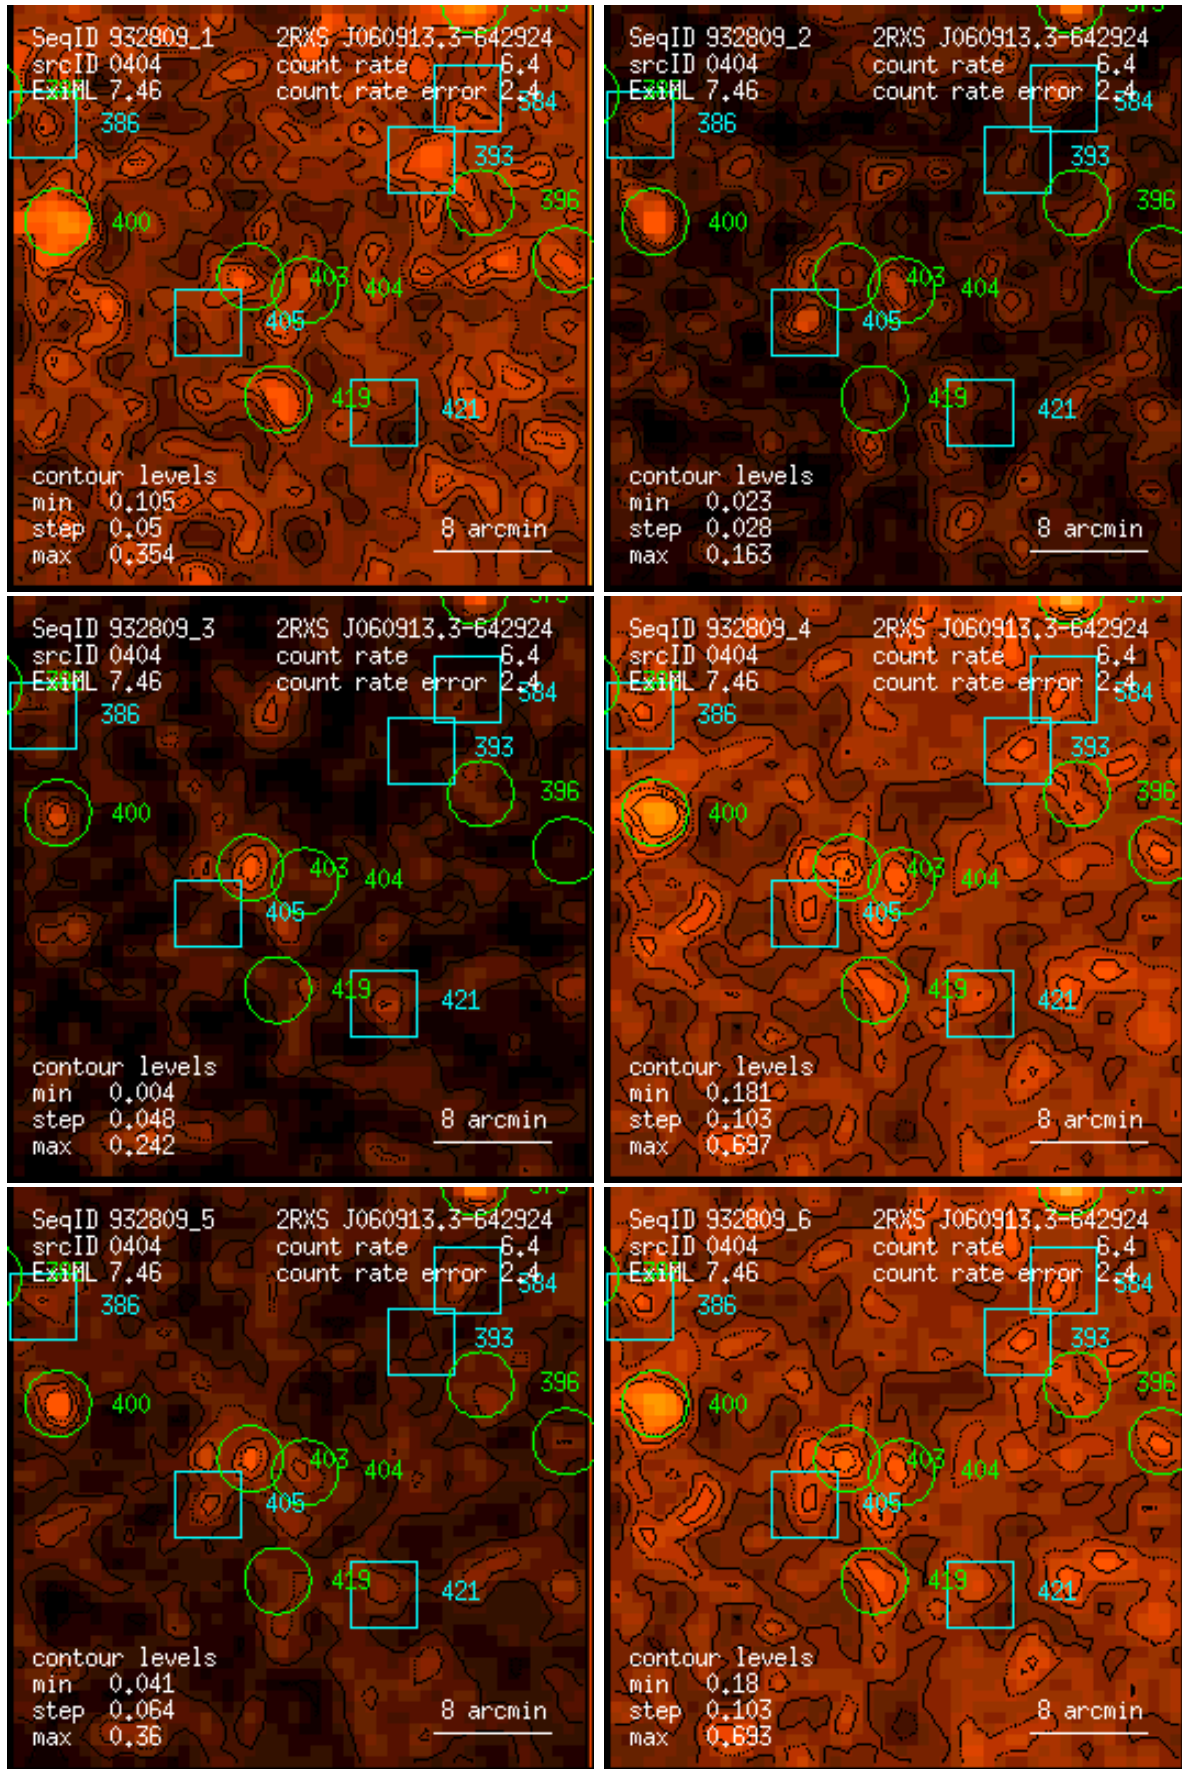 SeqID 932809_1 2RXS J060913.3-642924
srcID 0404 count rate 6.4
ExiML 7.46 count rate error 2.4
384
386
393
396
400
403
404
405
419
421
contour levels
min 0.105
step 0.05
max 0.354
8 arcmin
SeqID 932809_2 2RXS J060913.3-642924
srcID 0404 count rate 6.4
ExiML 7.46 count rate error 2.4
384
386
393
396
400
403
404
405
419
421
contour levels
min 0.023
step 0.028
max 0.163
8 arcmin
SeqID 932809_3 2RXS J060913.3-642924
srcID 0404 count rate 6.4
ExiML 7.46 count rate error 2.4
384
386
393
396
400
403
404
405
419
421
contour levels
min 0.004
step 0.048
max 0.242
8 arcmin
SeqID 932809_4 2RXS J060913.3-642924
srcID 0404 count rate 6.4
ExiML 7.46 count rate error 2.4
384
386
393
396
400
403
404
405
419
421
contour levels
min 0.181
step 0.103
max 0.697
8 arcmin
SeqID 932809_5 2RXS J060913.3-642924
srcID 0404 count rate 6.4
ExiML 7.46 count rate error 2.4
384
386
393
396
400
403
404
405
419
421
contour levels
min 0.041
step 0.064
max 0.36
8 arcmin
SeqID 932809_6 2RXS J060913.3-642924
srcID 0404 count rate 6.4
ExiML 7.46 count rate error 2.4
384
386
393
396
400
403
404
405
419
421
contour levels
min 0.18
step 0.103
max 0.693
8 arcmin